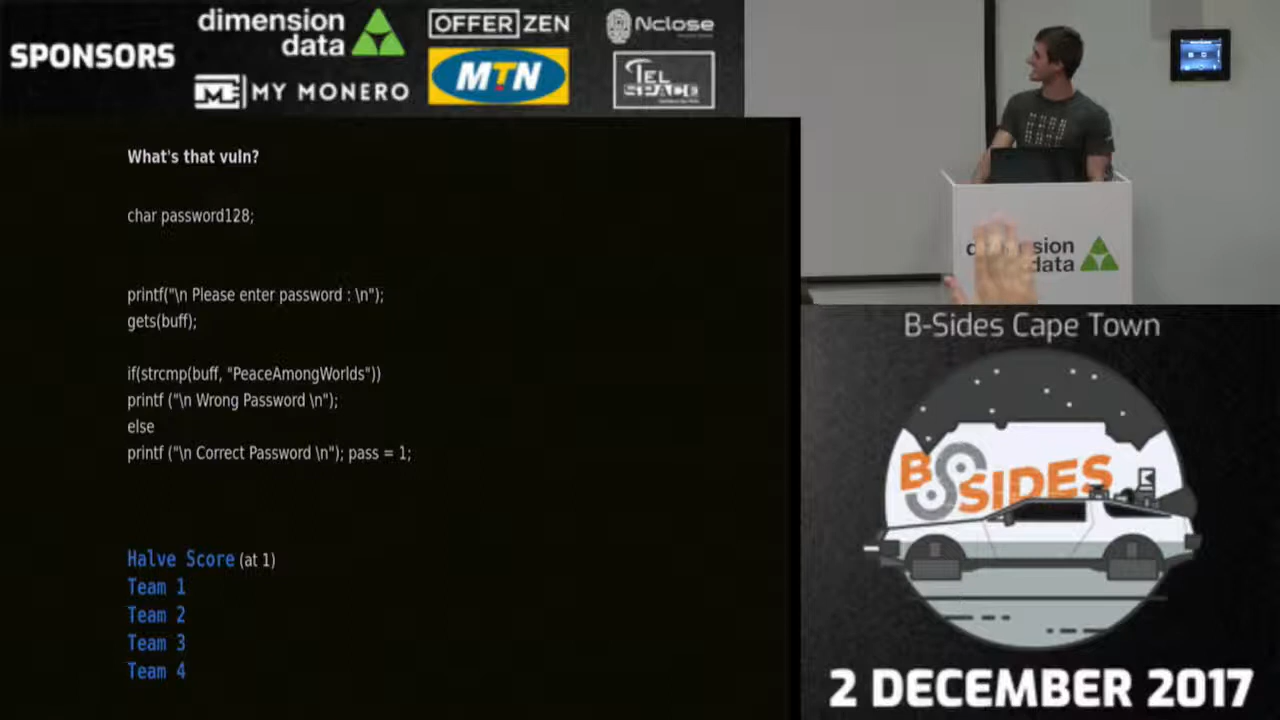 SPONSORS
dimension
data
OFFERZEN
Nclose
MY MONERO
MTN
TEL
SPACE
What's that vuln?
char password128;
printf("\n Please enter password : \n");
gets(buff);
if(strcmp(buff, "PeaceAmongWorlds"))
printf ("\n Wrong Password \n");
else
printf ("\n Correct Password \n"); pass = 1;
Halve Score (at 1)
Team 1
Team 2
Team 3
Team 4
data
B-Sides Cape Town
B SIDES
2 DECEMBER 2017